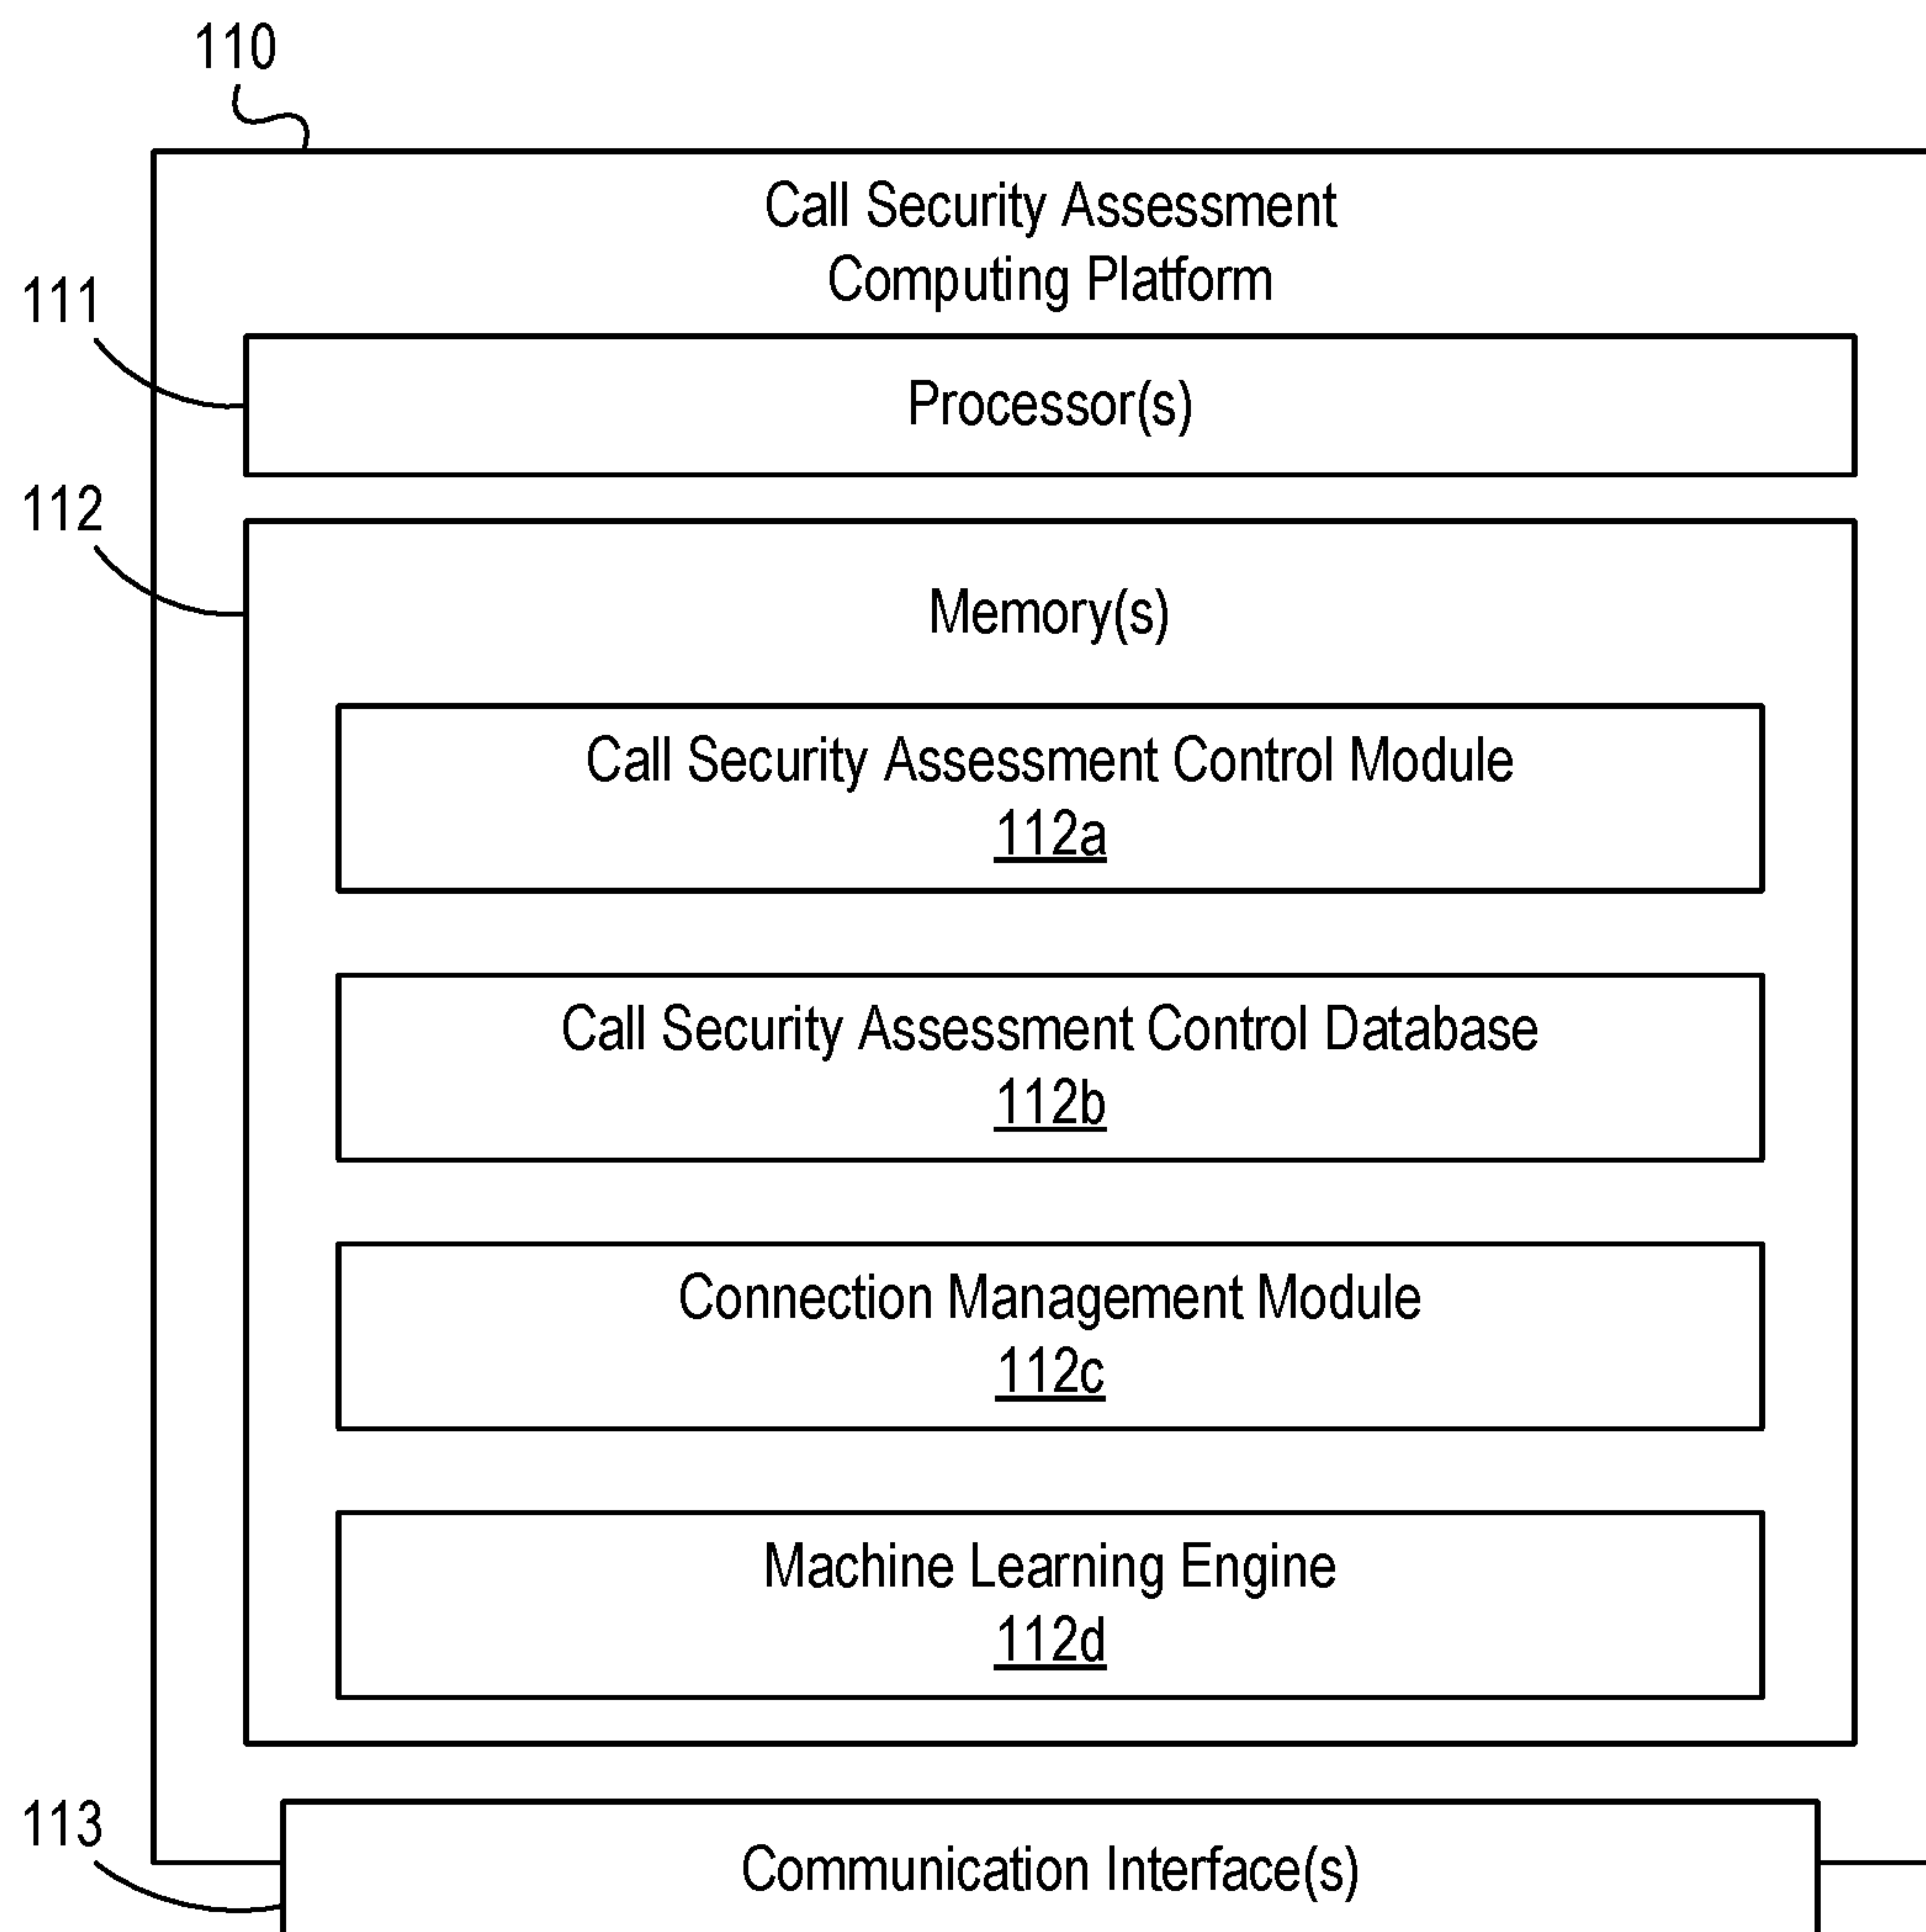 110
Call Security Assessment
Computing Platform
111
Processor(s)
112
Memory(s)
Call Security Assessment Control Module
112a
Call Security Assessment Control Database
112b
Connection Management Module
112c
Machine Learning Engine
112d
113
Communication Interface(s)